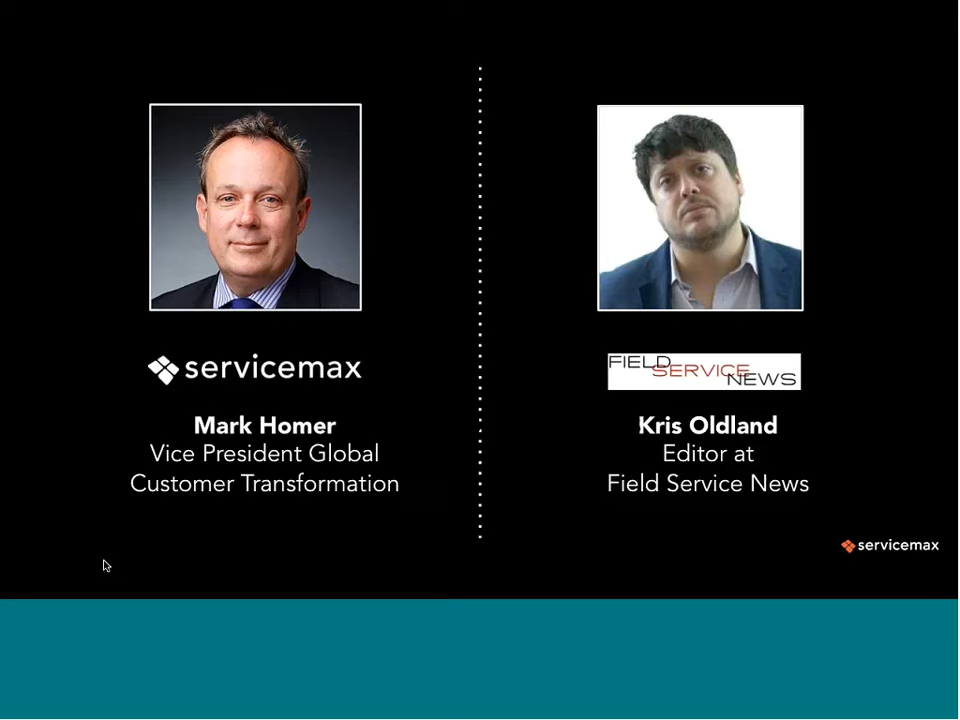 servicemax
Mark Homer
Vice President Global
Customer Transformation
FIELD
SERVICE
NEWS
Kris Oldland
Editor at
Field Service News
servicemax